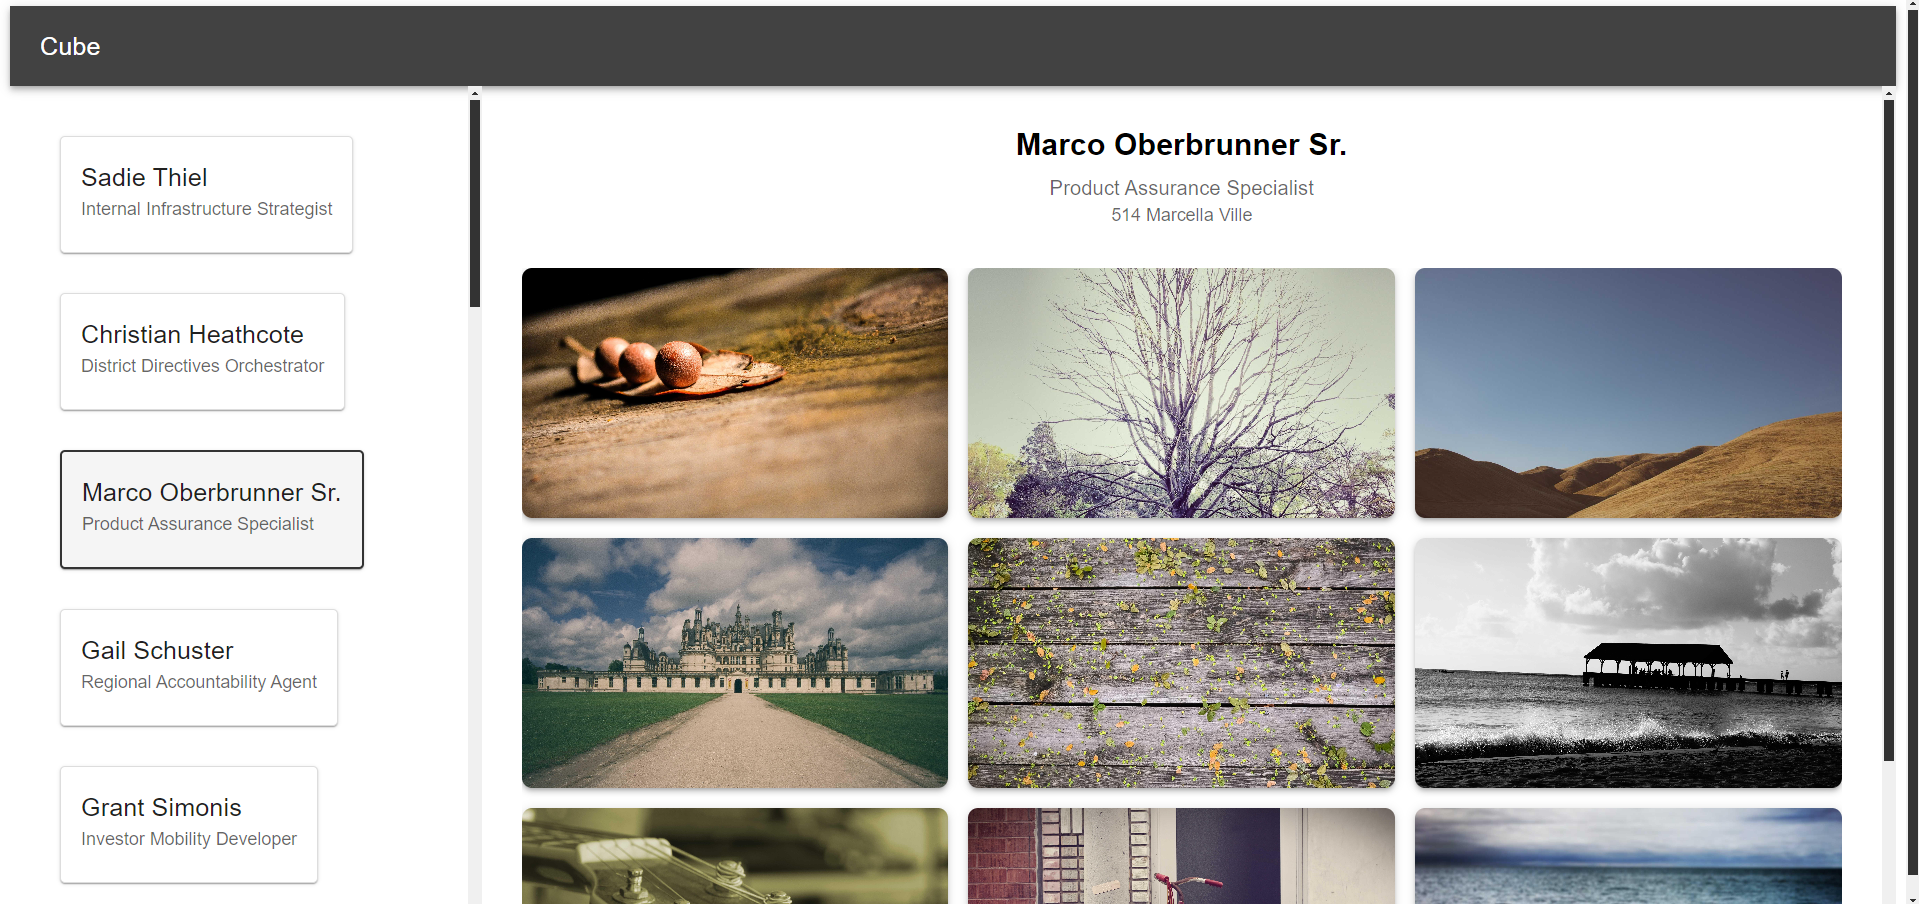 Cube
Sadie Thiel
Internal Infrastructure Strategist
Christian Heathcote
District Directives Orchestrator
Marco Oberbrunner Sr.
Product Assurance Specialist
Gail Schuster
Regional Accountability Agent
Grant Simonis
Investor Mobility Developer
Marco Oberbrunner Sr.
Product Assurance Specialist
514 Marcella Ville